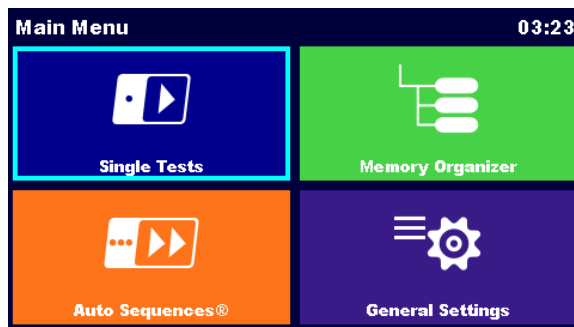 Main Menu 03:23
Single Tests Memory Organizer
Auto Sequences® General Settings